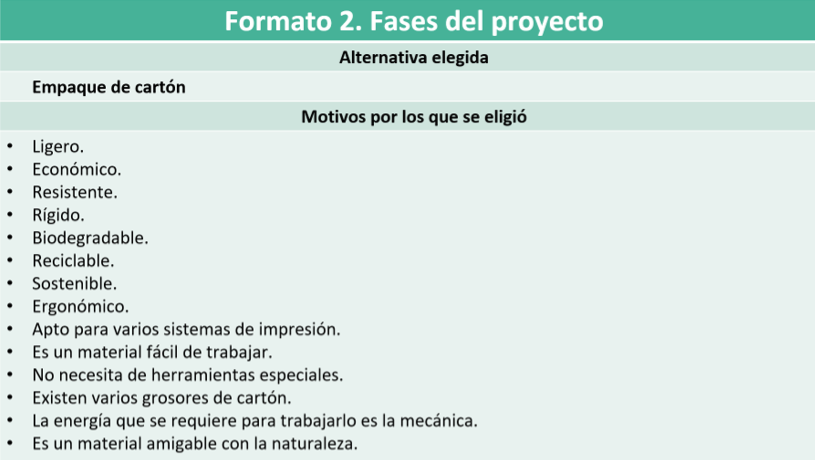 Formato 2. Fases del proyecto
Alternativa elegida
Empaque de cartón
Motivos por los que se eligió
• Ligero.
• Económico.
• Resistente.
• Rígido.
• Biodegradable.
• Reciclable.
• Sostenible.
• Ergonómico.
• Apto para varios sistemas de impresión.
• Es un material fácil de trabajar.
• No necesita de herramientas especiales.
• Existen varios grosores de cartón.
• La energía que se requiere para trabajarlo es la mecánica.
• Es un material amigable con la naturaleza.